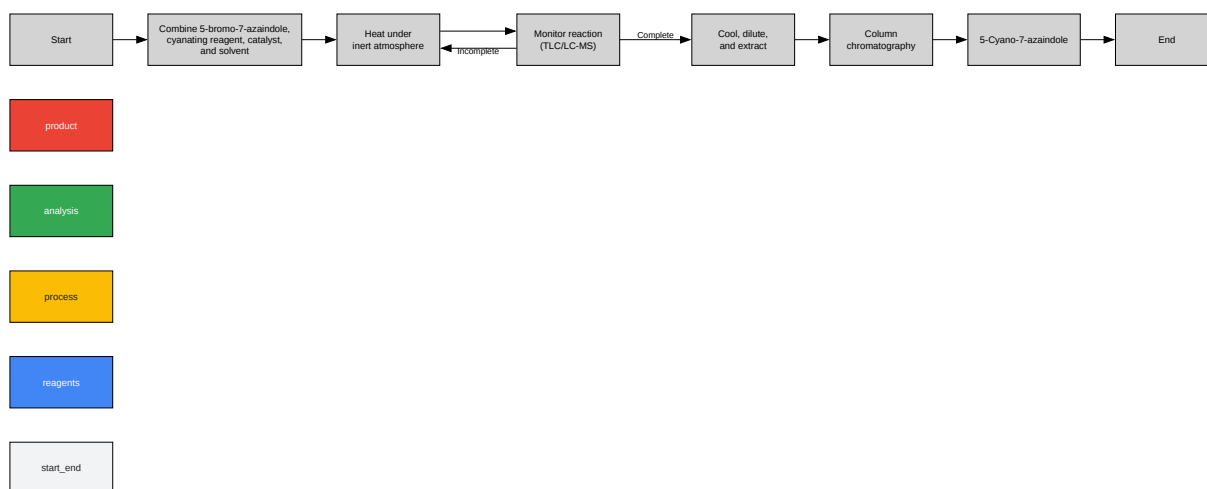 Start
Combine 5-bromo-7-azaindole,
cyanating reagent, catalyst,
and solvent
Heat under
inert atmosphere
Incomplete
Monitor reaction
(TLC/LC-MS)
Complete
Cool, dilute,
and extract
Column
chromatography
5-Cyano-7-azaindole
End
product
analysis
process
reagents
start_end